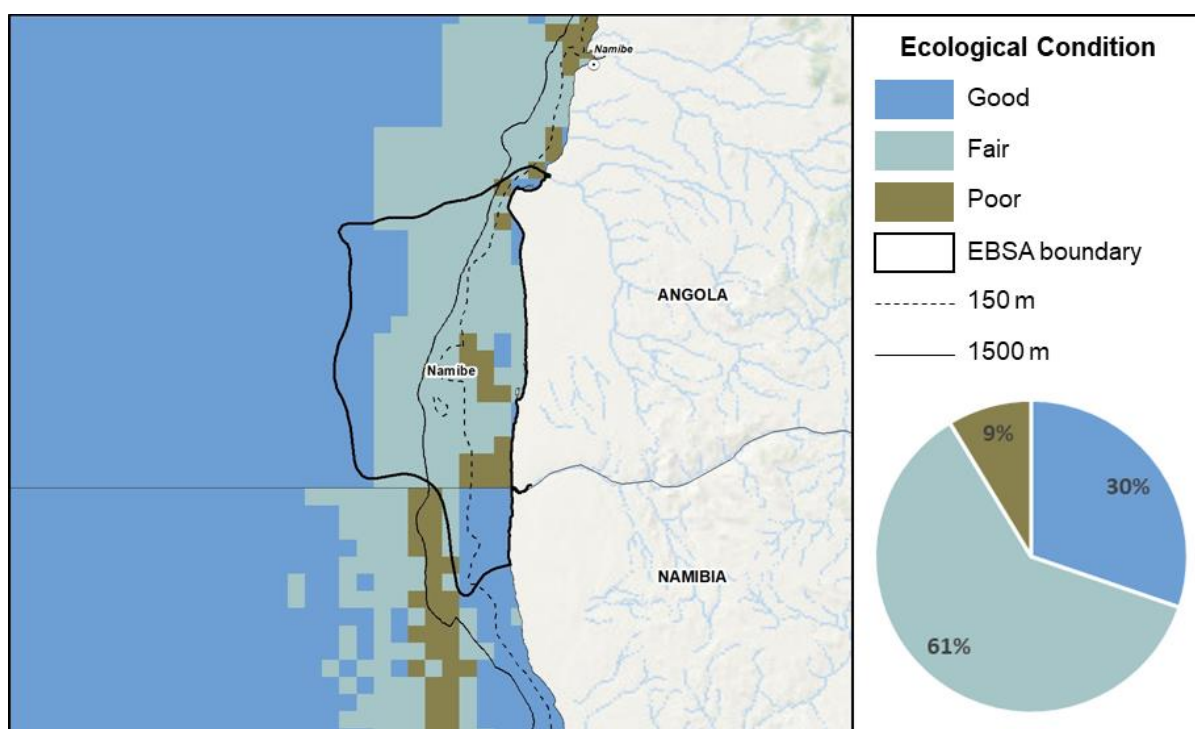 Namibe
ANGOLA
Namibe
NAMIBIA
Ecological Condition
Good
Fair
Poor
EBSA boundary
150 m
1500 m
9%
30%
61%